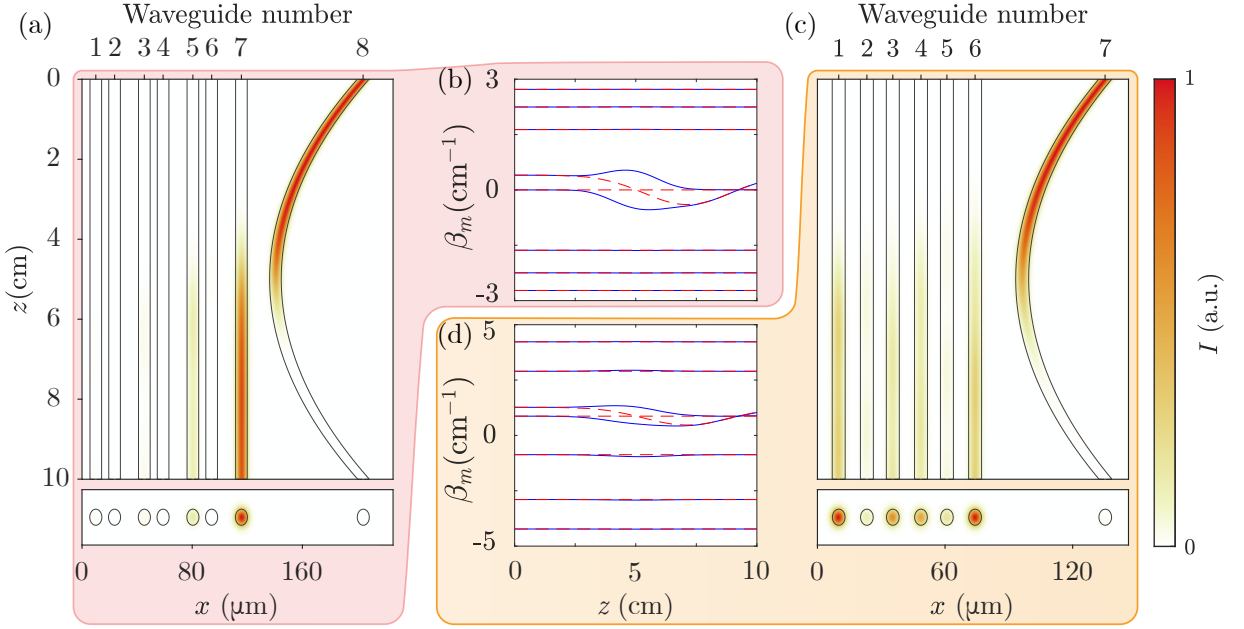 Waveguide number
(a)
1 2 3 4 5 6 7 8
0
2
4
6
8
10
z(cm)
0 80 160
x (μm)
(b)
3
0
-3
βm(cm−1)
(d)
5
0
-5
βm(cm−1)
0 5 10
z (cm)
Waveguide number
(c)
1 2 3 4 5 6 7
0 60 120
x (μm)
1
0
I (a.u.)